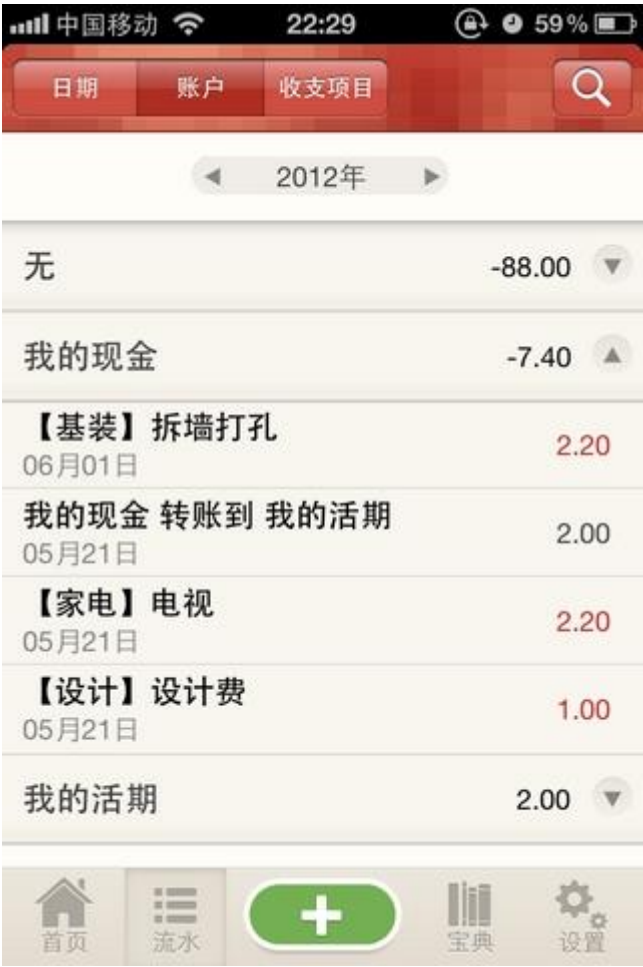 中国移动 22:29 59%
日期 账户 收支项目
2012年
无 -88.00
我的现金 -7.40
【基装】拆墙打孔 2.20
06月01日
我的现金 转账到 我的活期 2.00
05月21日
【家电】电视 2.20
05月21日
【设计】设计费 1.00
05月21日
我的活期 2.00
首页 流水 宝典 设置